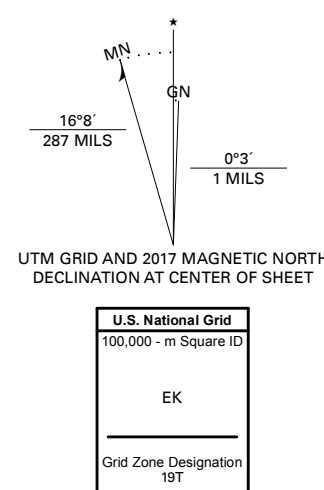 ★
MN
GN
16°8´
287 MILS
0°3´
1 MILS
UTM GRID AND 2017 MAGNETIC NORTH
DECLINATION AT CENTER OF SHEET
U.S. National Grid
100,000 - m Square ID
EK
Grid Zone Designation
19T